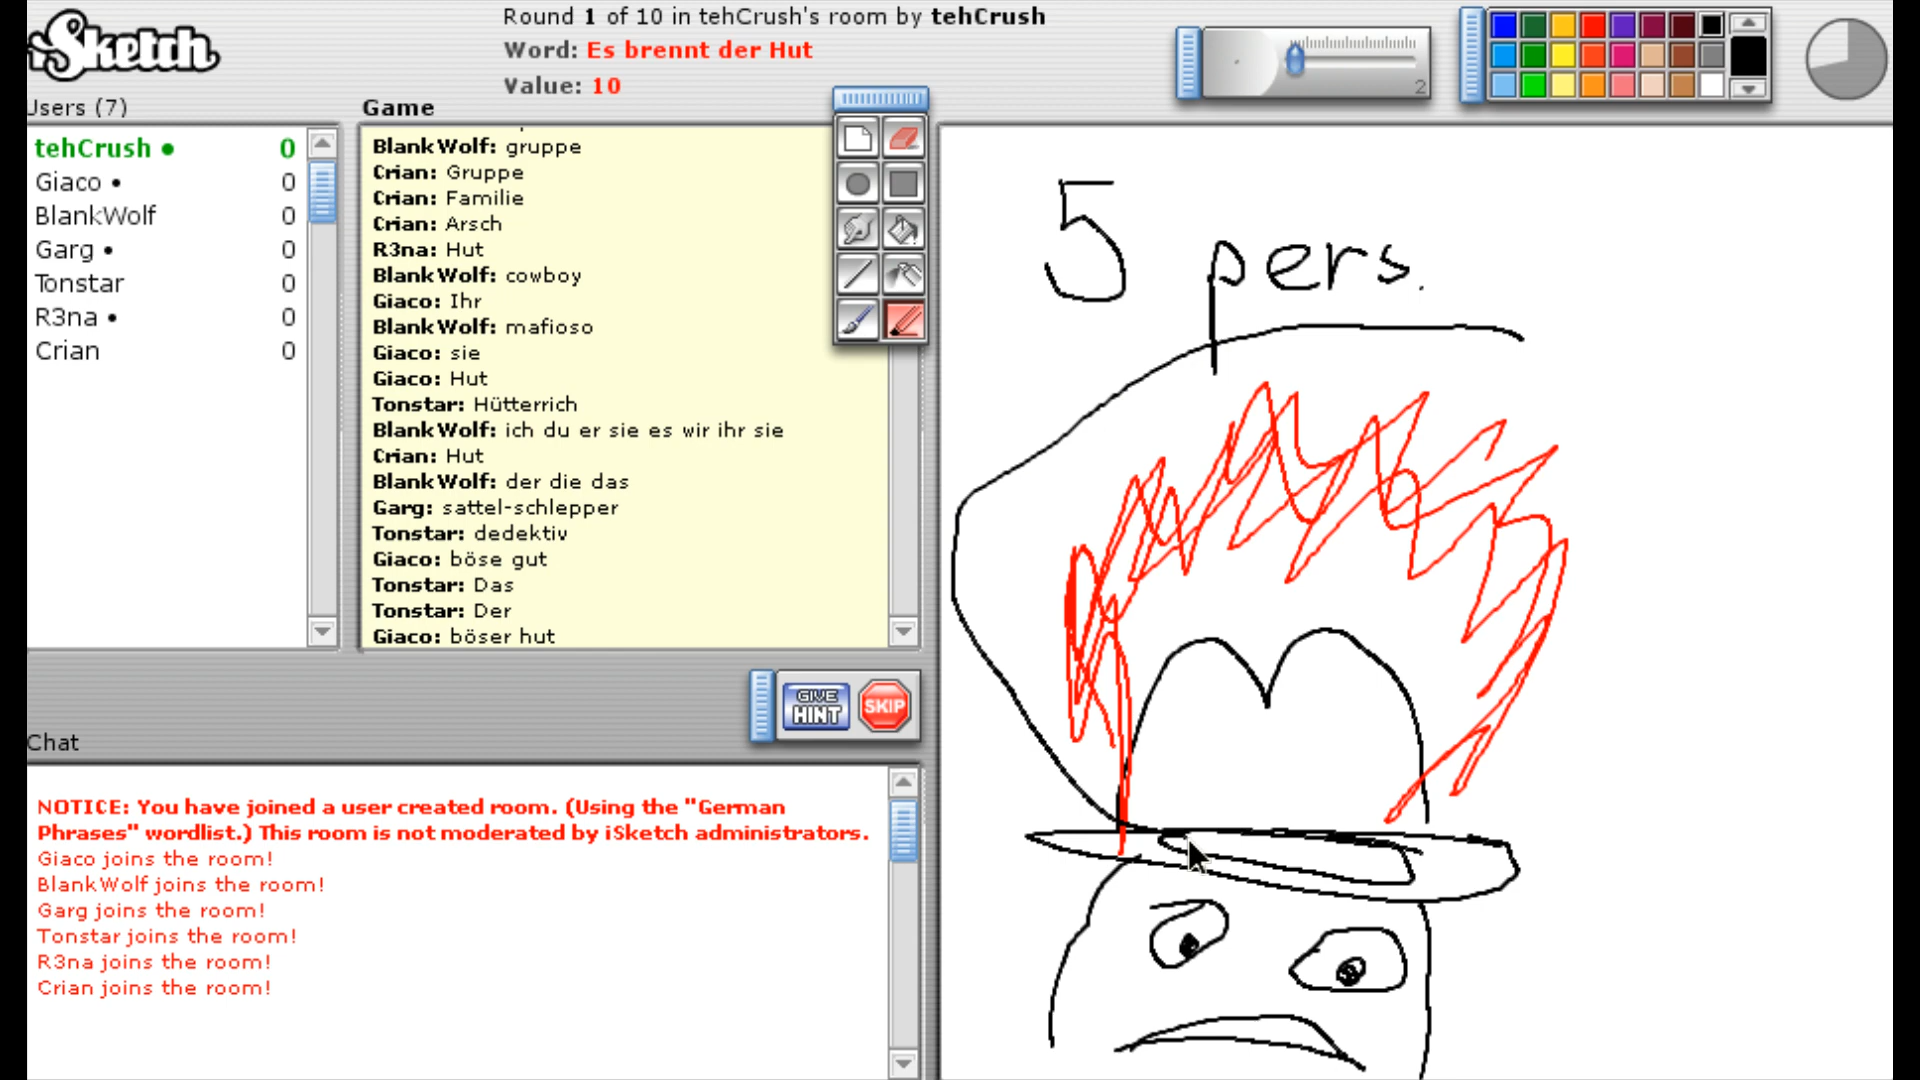 iSketch
Round 1 of 10 in tehCrush's room by tehCrush
Word: Es brennt der Hut
Value: 10
2
Users (7)
tehCrush • 0
Giaco • 0
BlankWolf 0
Garg • 0
Tonstar 0
R3na • 0
Crian 0
Game
BlankWolf: gruppe
Crian: Gruppe
Crian: Familie
Crian: Arsch
R3na: Hut
BlankWolf: cowboy
Giaco: Ihr
BlankWolf: mafioso
Giaco: sie
Giaco: Hut
Tonstar: Hütterrich
BlankWolf: ich du er sie es wir ihr sie
Crian: Hut
BlankWolf: der die das
Garg: sattel-schlepper
Tonstar: dedektiv
Giaco: böse gut
Tonstar: Das
Tonstar: Der
Giaco: böser hut
GIVE
HINT
SKIP
Chat
NOTICE: You have joined a user created room. (Using the "German
Phrases" wordlist.) This room is not moderated by iSketch administrators.
Giaco joins the room!
BlankWolf joins the room!
Garg joins the room!
Tonstar joins the room!
R3na joins the room!
Crian joins the room!
5 pers.